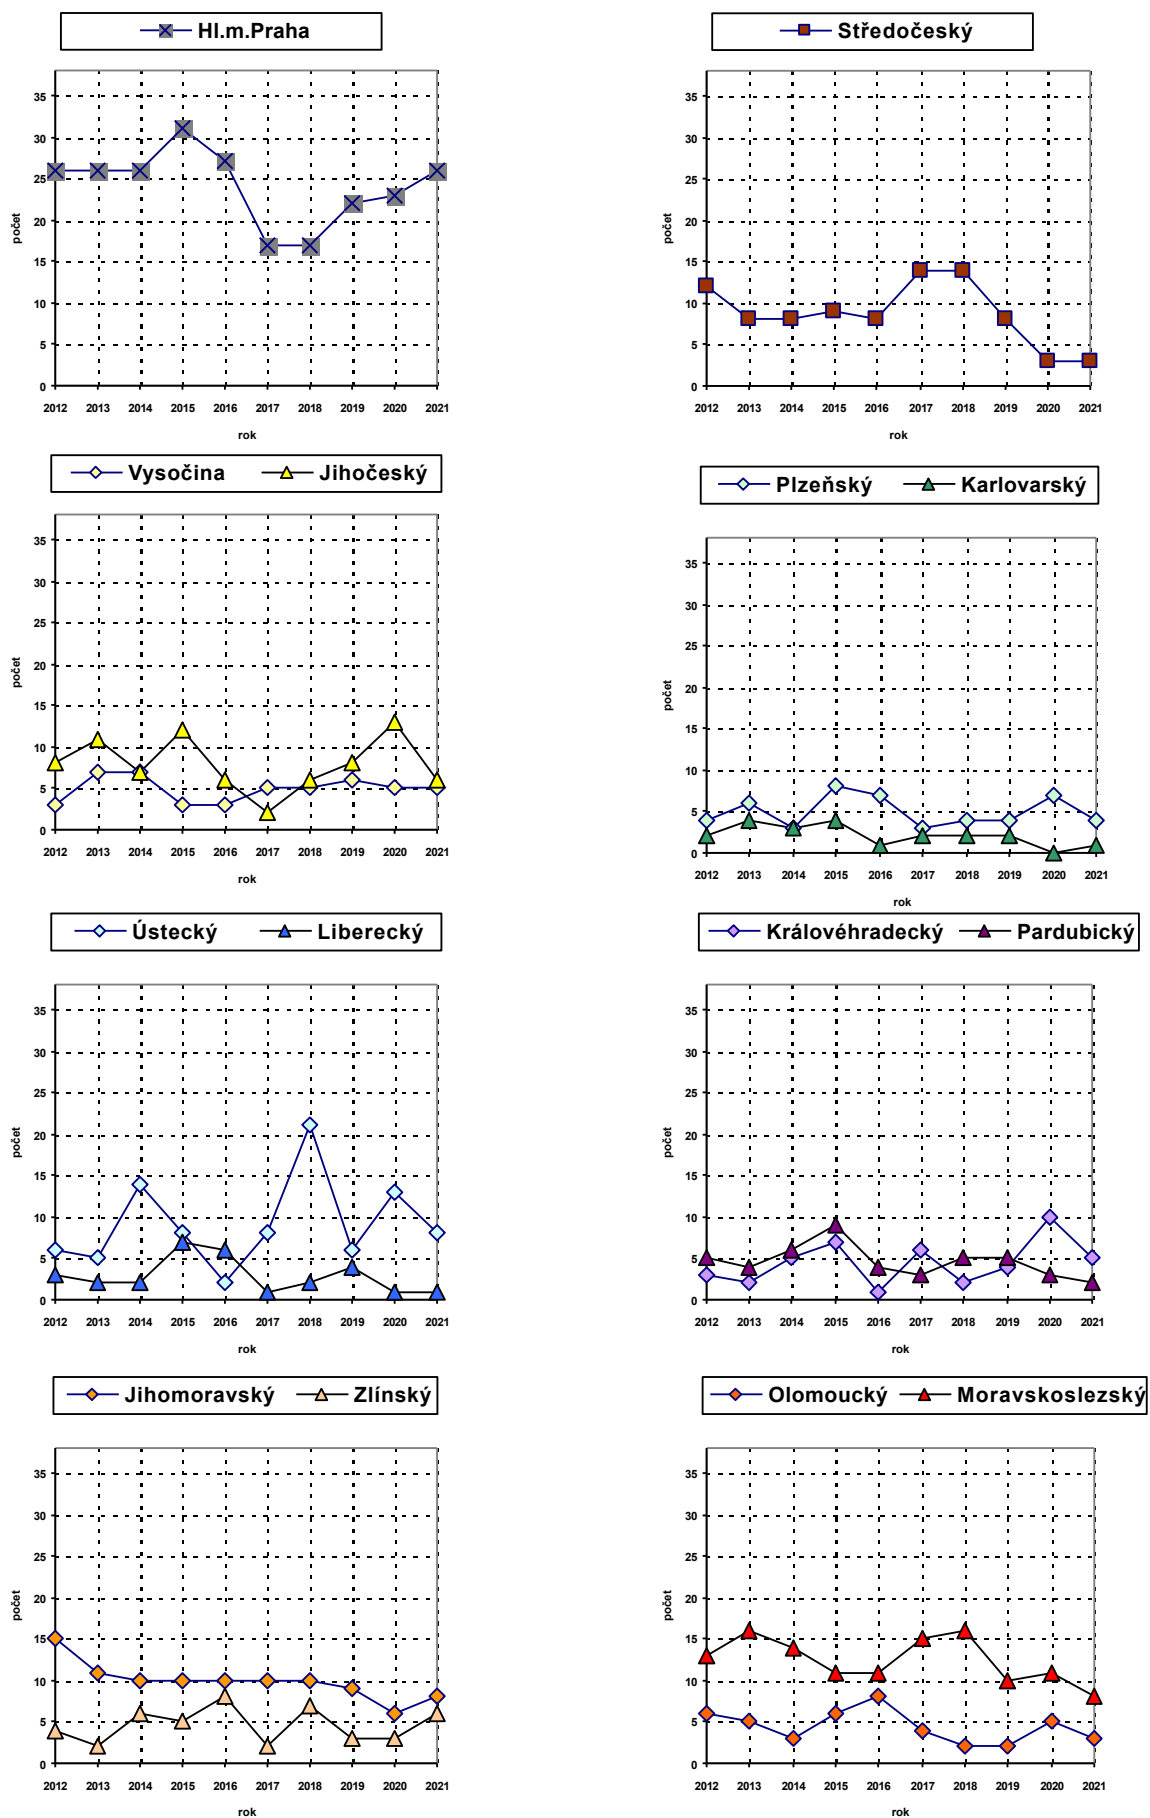 Hl.m.Praha
35
30
25
20
15
10
5
0
počet
2012 2013 2014 2015 2016 2017 2018 2019 2020 2021
rok
Středočeský
35
30
25
20
15
10
5
0
počet
2012 2013 2014 2015 2016 2017 2018 2019 2020 2021
rok
Vysočina Jihočeský
35
30
25
20
15
10
5
0
počet
2012 2013 2014 2015 2016 2017 2018 2019 2020 2021
rok
Plzeňský Karlovarský
35
30
25
20
15
10
5
0
počet
2012 2013 2014 2015 2016 2017 2018 2019 2020 2021
rok
Ústecký Liberecký
35
30
25
20
15
10
5
0
počet
2012 2013 2014 2015 2016 2017 2018 2019 2020 2021
rok
Královéhradecký Pardubický
35
30
25
20
15
10
5
0
počet
2012 2013 2014 2015 2016 2017 2018 2019 2020 2021
rok
Jihomoravský Zlínský
35
30
25
20
15
10
5
0
počet
2012 2013 2014 2015 2016 2017 2018 2019 2020 2021
rok
Olomoucký Moravskoslezský
35
30
25
20
15
10
5
0
počet
2012 2013 2014 2015 2016 2017 2018 2019 2020 2021
rok